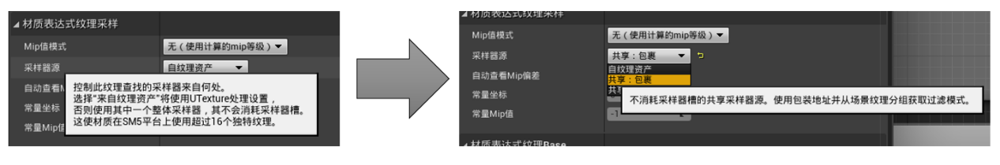 材质表达式纹理采样
Mip值模式
无（使用计算的mip等级）
采样器源
自纹理资产
自动查看M
控制此纹理查找的采样器来自何处。
选择“来自纹理资产”将使用UTexture处理设置，
否则使用其中一个整体采样器，其不会消耗采样器槽。
这使材质在SM5平台上使用超过16个独特纹理。
常量坐标
常量Mip值
材质表达式纹理采样
Mip值模式
无（使用计算的mip等级）
采样器源
共享：包裹
自纹理资产
共享：包裹
自动查看Mip偏差
不消耗采样器槽的共享采样器源。使用包装地址并从场景纹理分组获取过滤模式。
常量坐标
常量Mip值
-1
材质表达式纹理Base